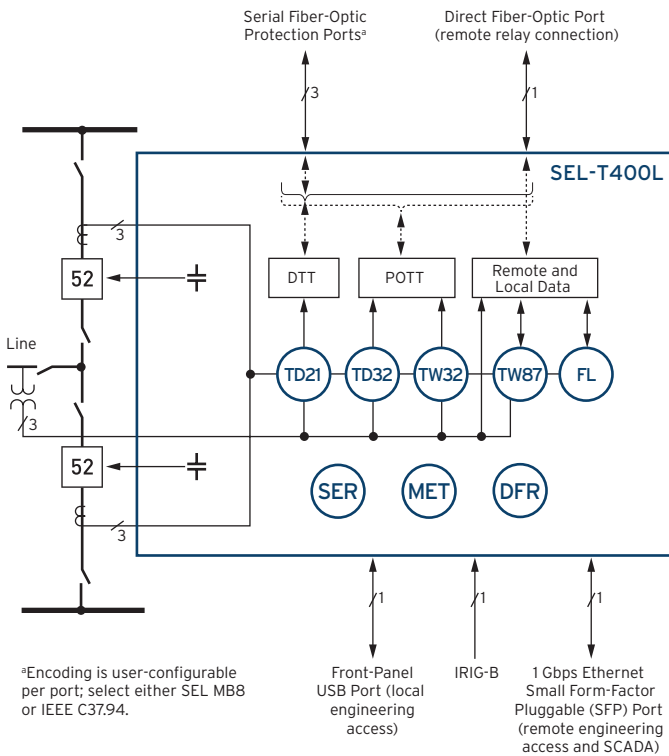 Serial Fiber-Optic
Protection Portsᵃ
Direct Fiber-Optic Port
(remote relay connection)
3
1
SEL-T400L
3
52
DTT
POTT
Remote and
Local Data
Line
TD21
TD32
TW32
TW87
FL
3
52
SER
MET
DFR
3
1
1
1
ᵃEncoding is user-configurable
per port; select either SEL MB8
or IEEE C37.94.
Front-Panel
USB Port (local
engineering
access)
IRIG-B
1 Gbps Ethernet
Small Form-Factor
Pluggable (SFP) Port
(remote engineering
access and SCADA)